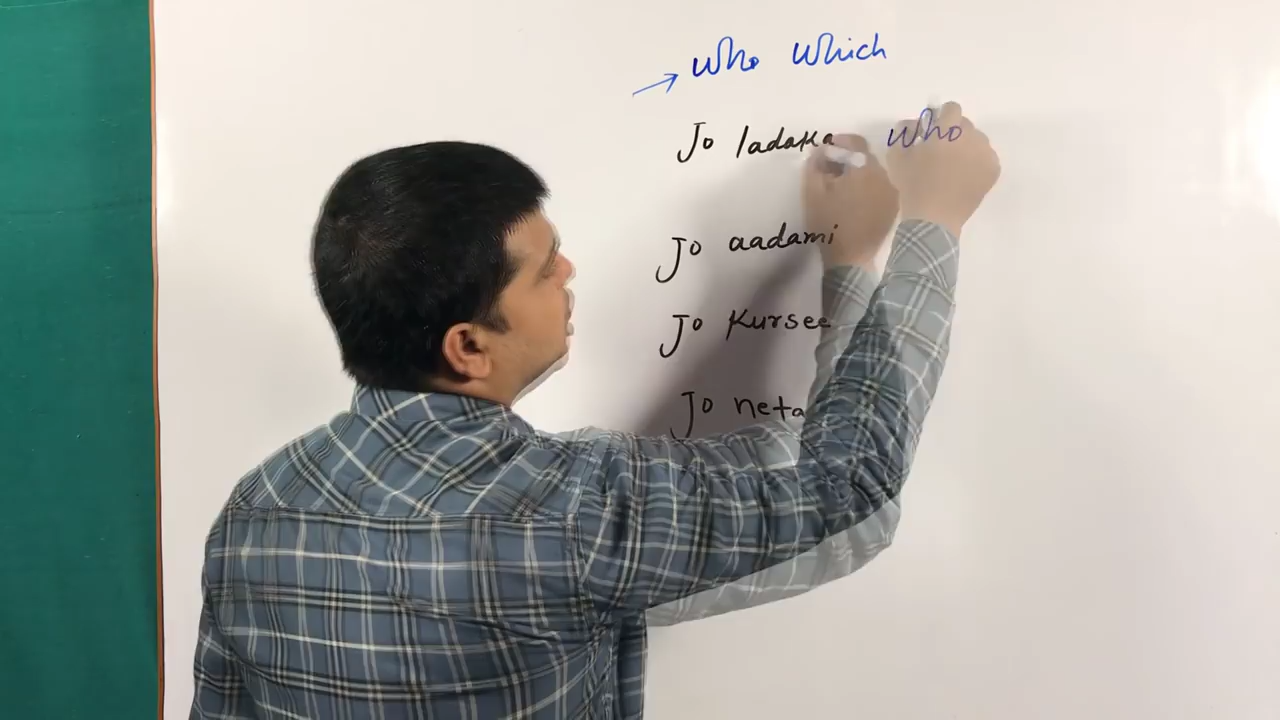 → Who Which
Jo ladaka Who
Jo aadami
Jo Kursee
Jo neta